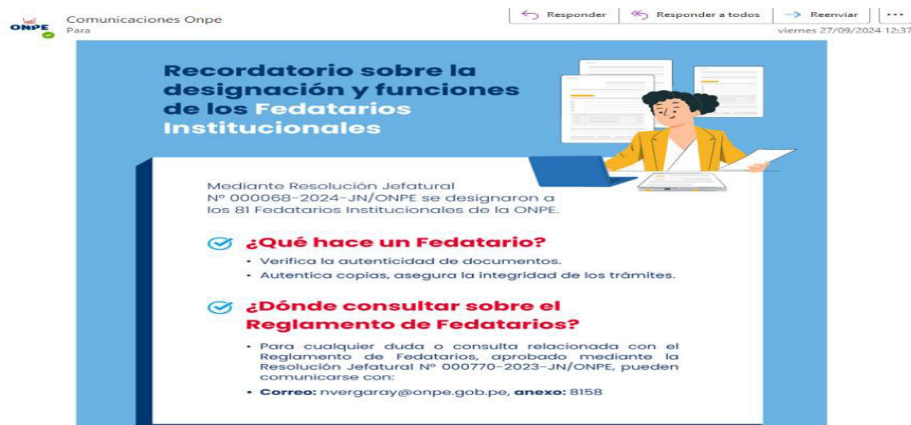 Comunicaciones Onpe
Responder
Responder a todos
Reenviar
ONPE
Para
viernes 27/09/2024 12:37
Recordatorio sobre la
designación y funciones
de los Fedatarios
Institucionales
Mediante Resolución Jefatural
Nº 000068-2024-JN/ONPE se designaron a
los 81 Fedatarios Institucionales de la ONPE.
¿Qué hace un Fedatario?
• Verifica la autenticidad de documentos.
• Autentica copias, asegura la integridad de los trámites.
¿Dónde consultar sobre el
Reglamento de Fedatarios?
• Para cualquier duda o consulta relacionada con el
Reglamento de Fedatarios, aprobado mediante la
Resolución Jefatural Nº 000770-2023-JN/ONPE, pueden
comunicarse con:
• Correo: nvergaray@onpe.gob.pe, anexo: 8158